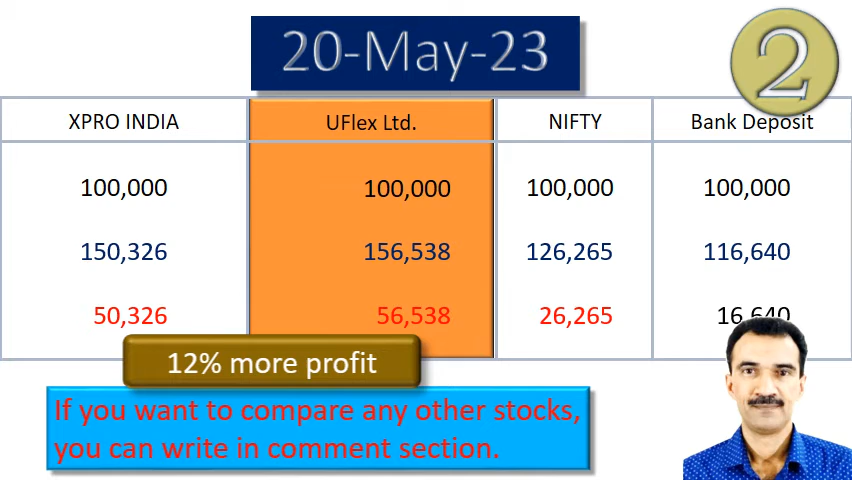 20-May-23
2
XPRO INDIA UFlex Ltd. NIFTY Bank Deposit
100,000 100,000 100,000 100,000
150,326 156,538 126,265 116,640
50,326 56,538 26,265 16,640
12% more profit
If you want to compare any other stocks,
you can write in comment section.